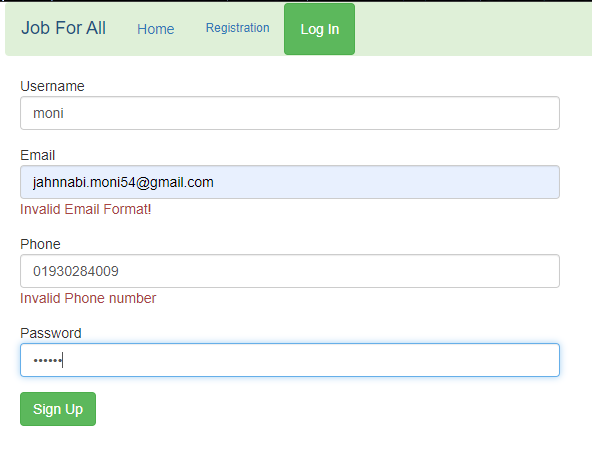 Job For All Home Registration Log In
Username
moni
Email
jahnnabi.moni54@gmail.com
Invalid Email Format!
Phone
01930284009
Invalid Phone number
Password
••••••
Sign Up